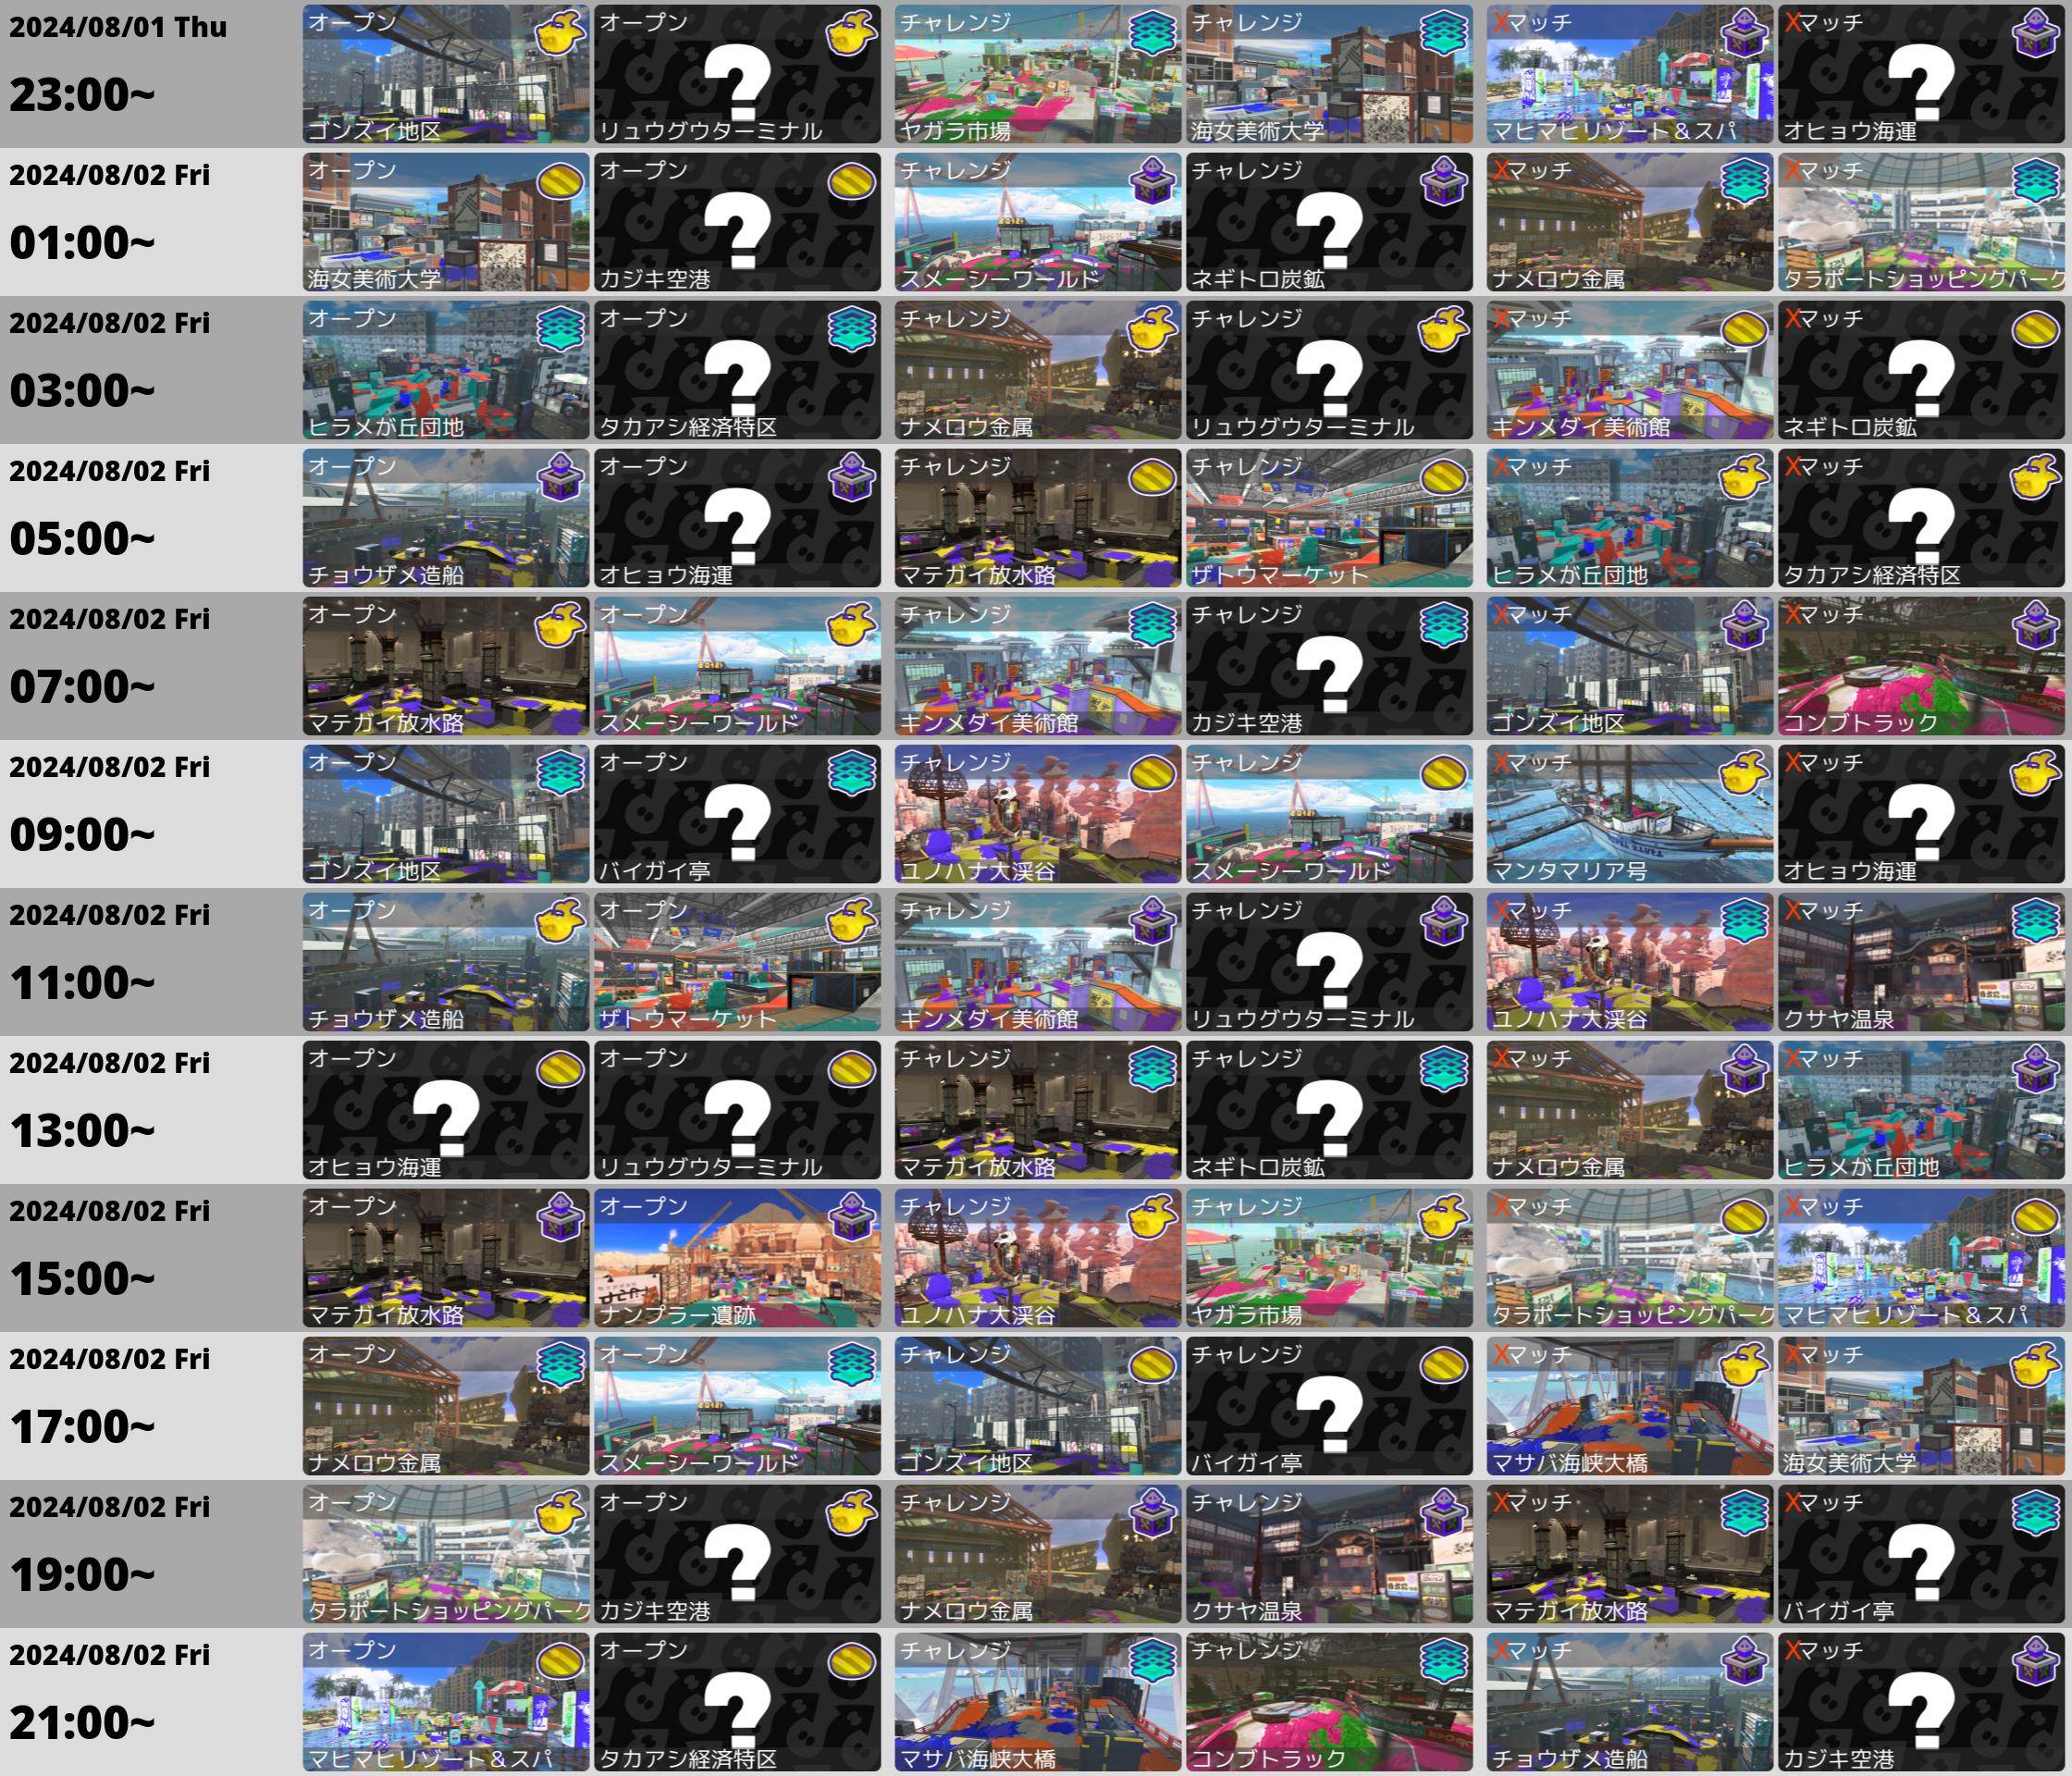 2024/08/01 Thu
23:00~
オープン オープン チャレンジ チャレンジ Xマッチ Xマッチ
ゴンズイ地区 リュウグウターミナル ヤガラ市場 海女美術大学 マヒマヒリゾート＆スパ オヒョウ海運
2024/08/02 Fri
01:00~
オープン オープン チャレンジ チャレンジ Xマッチ Xマッチ
海女美術大学 カジキ空港 スメーシーワールド ネギトロ炭鉱 ナメロウ金属 タラポートショッピングパーク
2024/08/02 Fri
03:00~
オープン オープン チャレンジ チャレンジ Xマッチ Xマッチ
ヒラメが丘団地 タカアシ経済特区 ナメロウ金属 リュウグウターミナル キンメダイ美術館 ネギトロ炭鉱
2024/08/02 Fri
05:00~
オープン オープン チャレンジ チャレンジ Xマッチ Xマッチ
チョウザメ造船 オヒョウ海運 マテガイ放水路 ザトウマーケット ヒラメが丘団地 タカアシ経済特区
2024/08/02 Fri
07:00~
オープン オープン チャレンジ チャレンジ Xマッチ Xマッチ
マテガイ放水路 スメーシーワールド キンメダイ美術館 カジキ空港 ゴンズイ地区 コンブトラック
2024/08/02 Fri
09:00~
オープン オープン チャレンジ チャレンジ Xマッチ Xマッチ
ゴンズイ地区 バイガイ亭 ユノハナ大渓谷 スメーシーワールド マンタマリア号 オヒョウ海運
2024/08/02 Fri
11:00~
オープン オープン チャレンジ チャレンジ Xマッチ Xマッチ
チョウザメ造船 ザトウマーケット キンメダイ美術館 リュウグウターミナル ユノハナ大渓谷 クサヤ温泉
2024/08/02 Fri
13:00~
オープン オープン チャレンジ チャレンジ Xマッチ Xマッチ
オヒョウ海運 リュウグウターミナル マテガイ放水路 ネギトロ炭鉱 ナメロウ金属 ヒラメが丘団地
2024/08/02 Fri
15:00~
オープン オープン チャレンジ チャレンジ Xマッチ Xマッチ
マテガイ放水路 ナンプラー遺跡 ユノハナ大渓谷 ヤガラ市場 タラポートショッピングパーク マヒマヒリゾート＆スパ
2024/08/02 Fri
17:00~
オープン オープン チャレンジ チャレンジ Xマッチ Xマッチ
ナメロウ金属 スメーシーワールド ゴンズイ地区 バイガイ亭 マサバ海峡大橋 海女美術大学
2024/08/02 Fri
19:00~
オープン オープン チャレンジ チャレンジ Xマッチ Xマッチ
タラポートショッピングパーク カジキ空港 ナメロウ金属 クサヤ温泉 マテガイ放水路 バイガイ亭
2024/08/02 Fri
21:00~
オープン オープン チャレンジ チャレンジ Xマッチ Xマッチ
マヒマヒリゾート＆スパ タカアシ経済特区 マサバ海峡大橋 コンブトラック チョウザメ造船 カジキ空港